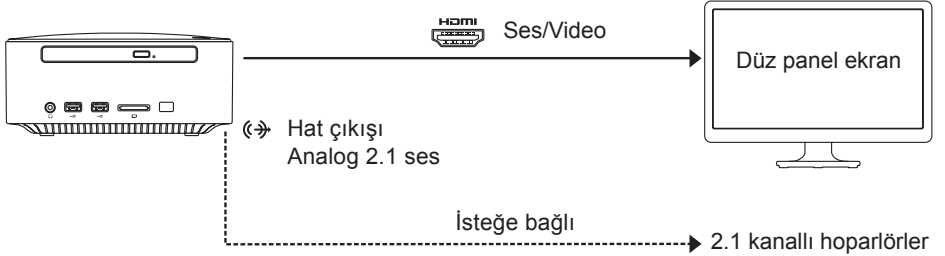 HDMI
Ses/Video
Düz panel ekran
Hat çıkışı
Analog 2.1 ses
İsteğe bağlı
2.1 kanallı hoparlörler